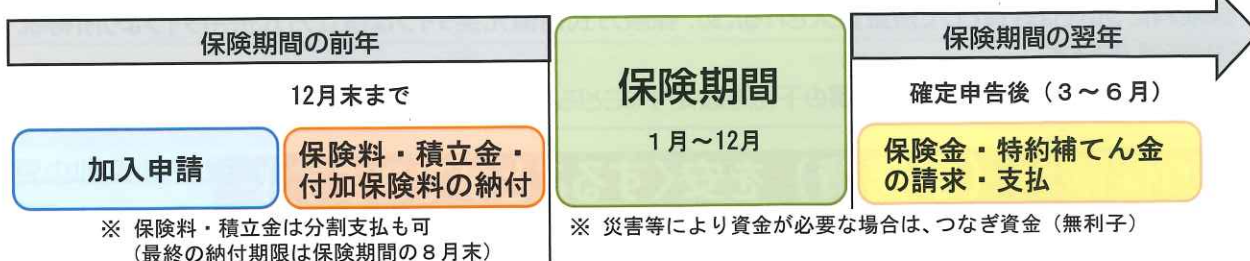 保険期間の前年
保険期間の翌年
12月末まで
保険期間
1月～12月
確定申告後（3～6月）
加入申請
保険料・積立金・
付加保険料の納付
保険金・特約補てん金
の請求・支払
※ 保険料・積立金は分割支払も可
（最終の納付期限は保険期間の8月末）
※ 災害等により資金が必要な場合は、つなぎ資金（無利子）